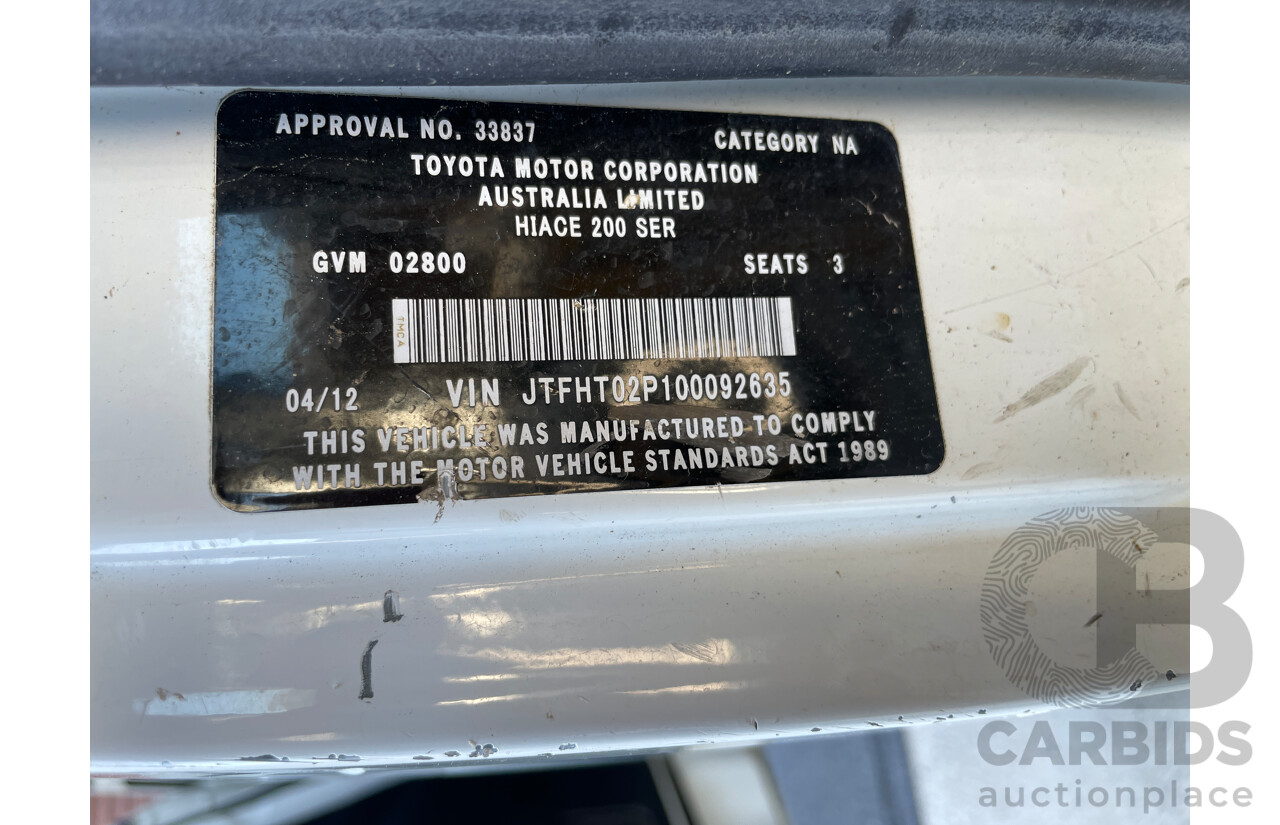 APPROVAL NO. 33837 CATEGORY NA
TOYOTA MOTOR CORPORATION
AUSTRALIA LIMITED
HIACE 200 SER
GVM 02800 SEATS 3
TMCA
04/12 VIN JTFHT02P100092635
THIS VEHICLE WAS MANUFACTURED TO COMPLY
WITH THE MOTOR VEHICLE STANDARDS ACT 1989
CB
CARBIDS
auctionplace